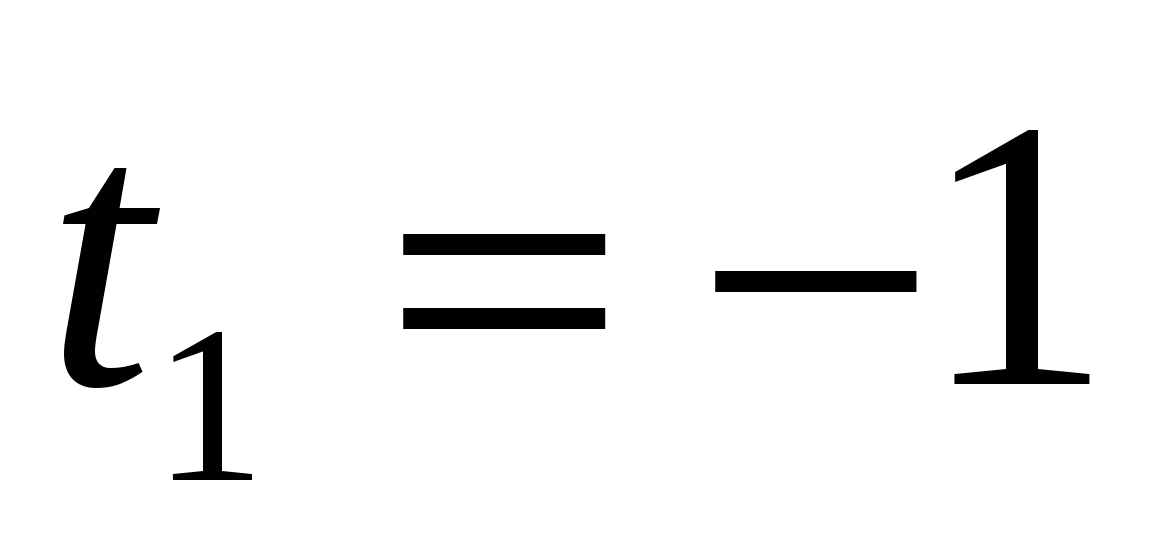 t₁ = −1